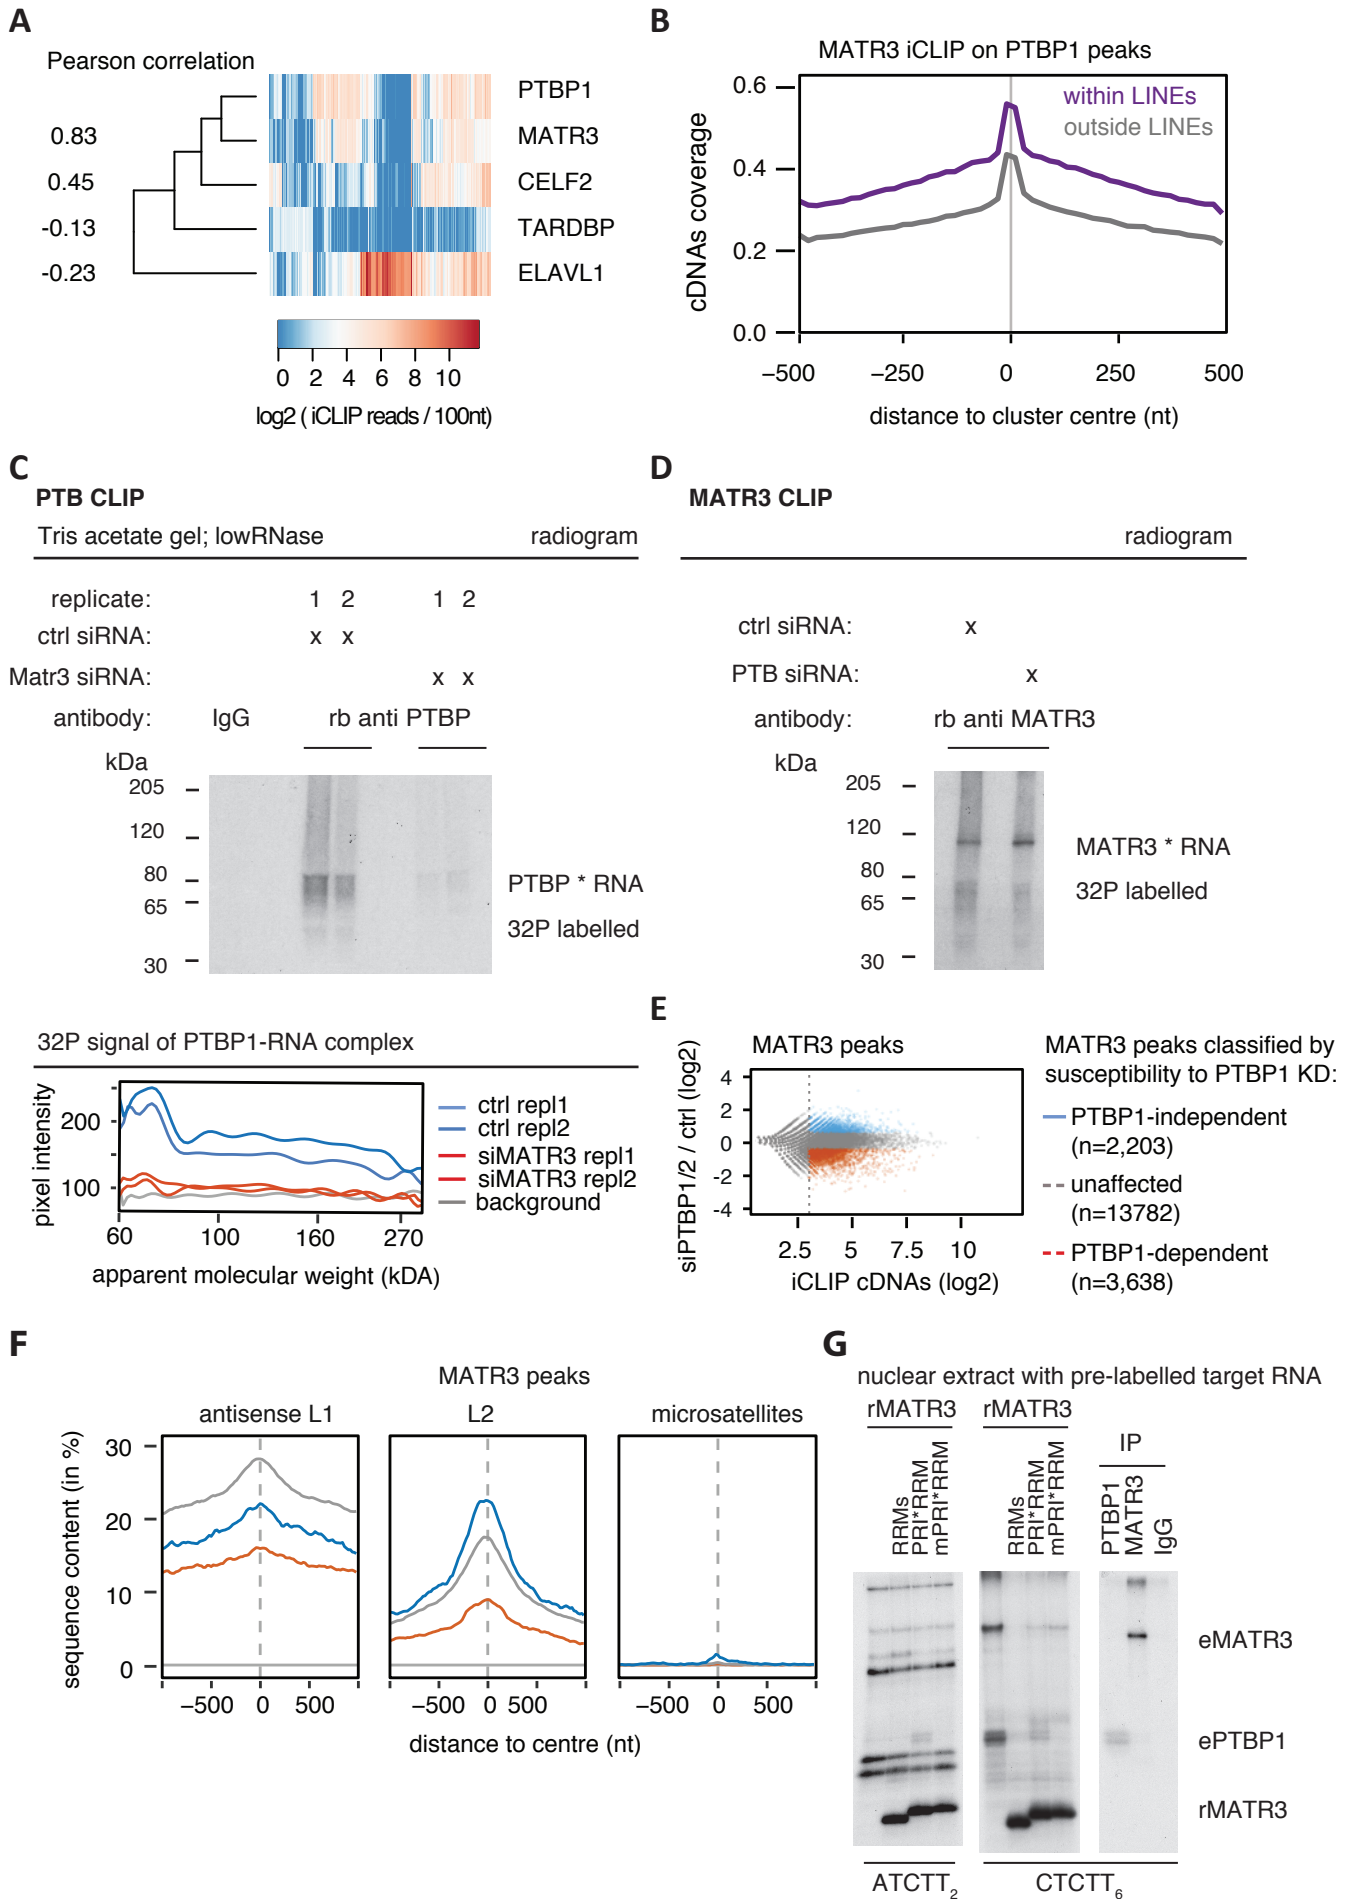 A
Pearson correlation
0.83
0.45
-0.13
-0.23
PTBP1
MATR3
CELF2
TARDBP
ELAVL1
0 2 4 6 8 10
log2 ( iCLIP reads / 100nt)
B
MATR3 iCLIP on PTBP1 peaks
within LINEs
outside LINEs
cDNAs coverage
0.6
0.4
0.2
0.0
−500 −250 0 250 500
distance to cluster centre (nt)
C
PTB CLIP
Tris acetate gel; lowRNase radiogram
replicate: 1 2 1 2
ctrl siRNA: x x
Matr3 siRNA: x x
antibody: IgG rb anti PTBP
kDa
205
120
80
65
30
PTBP * RNA
32P labelled
32P signal of PTBP1-RNA complex
pixel intensity
200
100
60 100 160 270
apparent molecular weight (kDA)
ctrl repl1
ctrl repl2
siMATR3 repl1
siMATR3 repl2
background
D
MATR3 CLIP
radiogram
ctrl siRNA: x
PTB siRNA: x
antibody: rb anti MATR3
kDa
205
120
80
65
30
MATR3 * RNA
32P labelled
E
MATR3 peaks
siPTBP1/2 / ctrl (log2)
4
2
0
-2
-4
2.5 5 7.5 10
iCLIP cDNAs (log2)
MATR3 peaks classified by
susceptibility to PTBP1 KD:
PTBP1-independent
(n=2,203)
unaffected
(n=13782)
PTBP1-dependent
(n=3,638)
F
MATR3 peaks
antisense L1 L2 microsatellites
sequence content (in %)
30
20
10
0
−500 0 500 −500 0 500 −500 0 500
distance to centre (nt)
G
nuclear extract with pre-labelled target RNA
rMATR3 rMATR3
IP
RRMs
PRI*RRM
mPRI*RRM
RRMs
PRI*RRM
mPRI*RRM
PTBP1
MATR3
IgG
eMATR3
ePTBP1
rMATR3
ATCTT2 CTCTT6